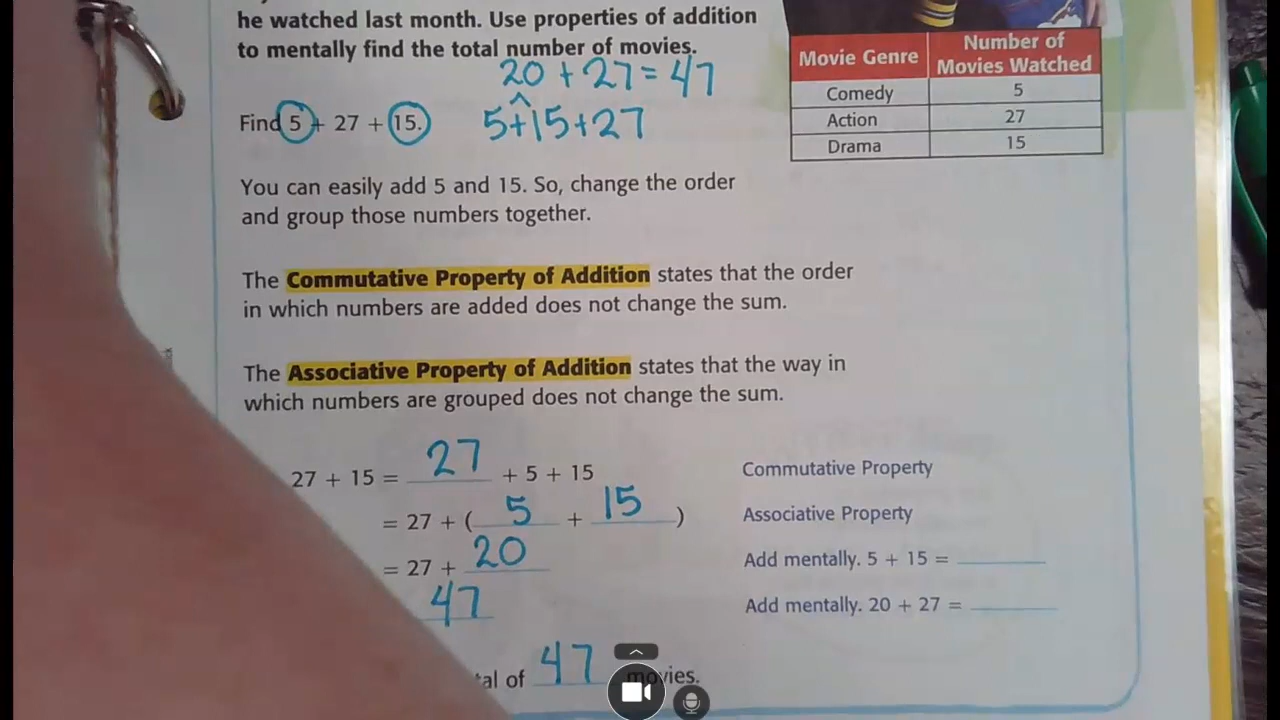 he watched last month. Use properties of addition
to mentally find the total number of movies.
20 + 27 = 47
Find 5 + 27 + 15.
5+15+27
Movie Genre Number of Movies Watched
Comedy 5
Action 27
Drama 15
You can easily add 5 and 15. So, change the order
and group those numbers together.
The Commutative Property of Addition states that the order
in which numbers are added does not change the sum.
The Associative Property of Addition states that the way in
which numbers are grouped does not change the sum.
27 + 15 = 27 + 5 + 15 Commutative Property
= 27 + ( 5 + 15 ) Associative Property
= 27 + 20 Add mentally. 5 + 15 =
47 Add mentally. 20 + 27 =
of 47 movies.